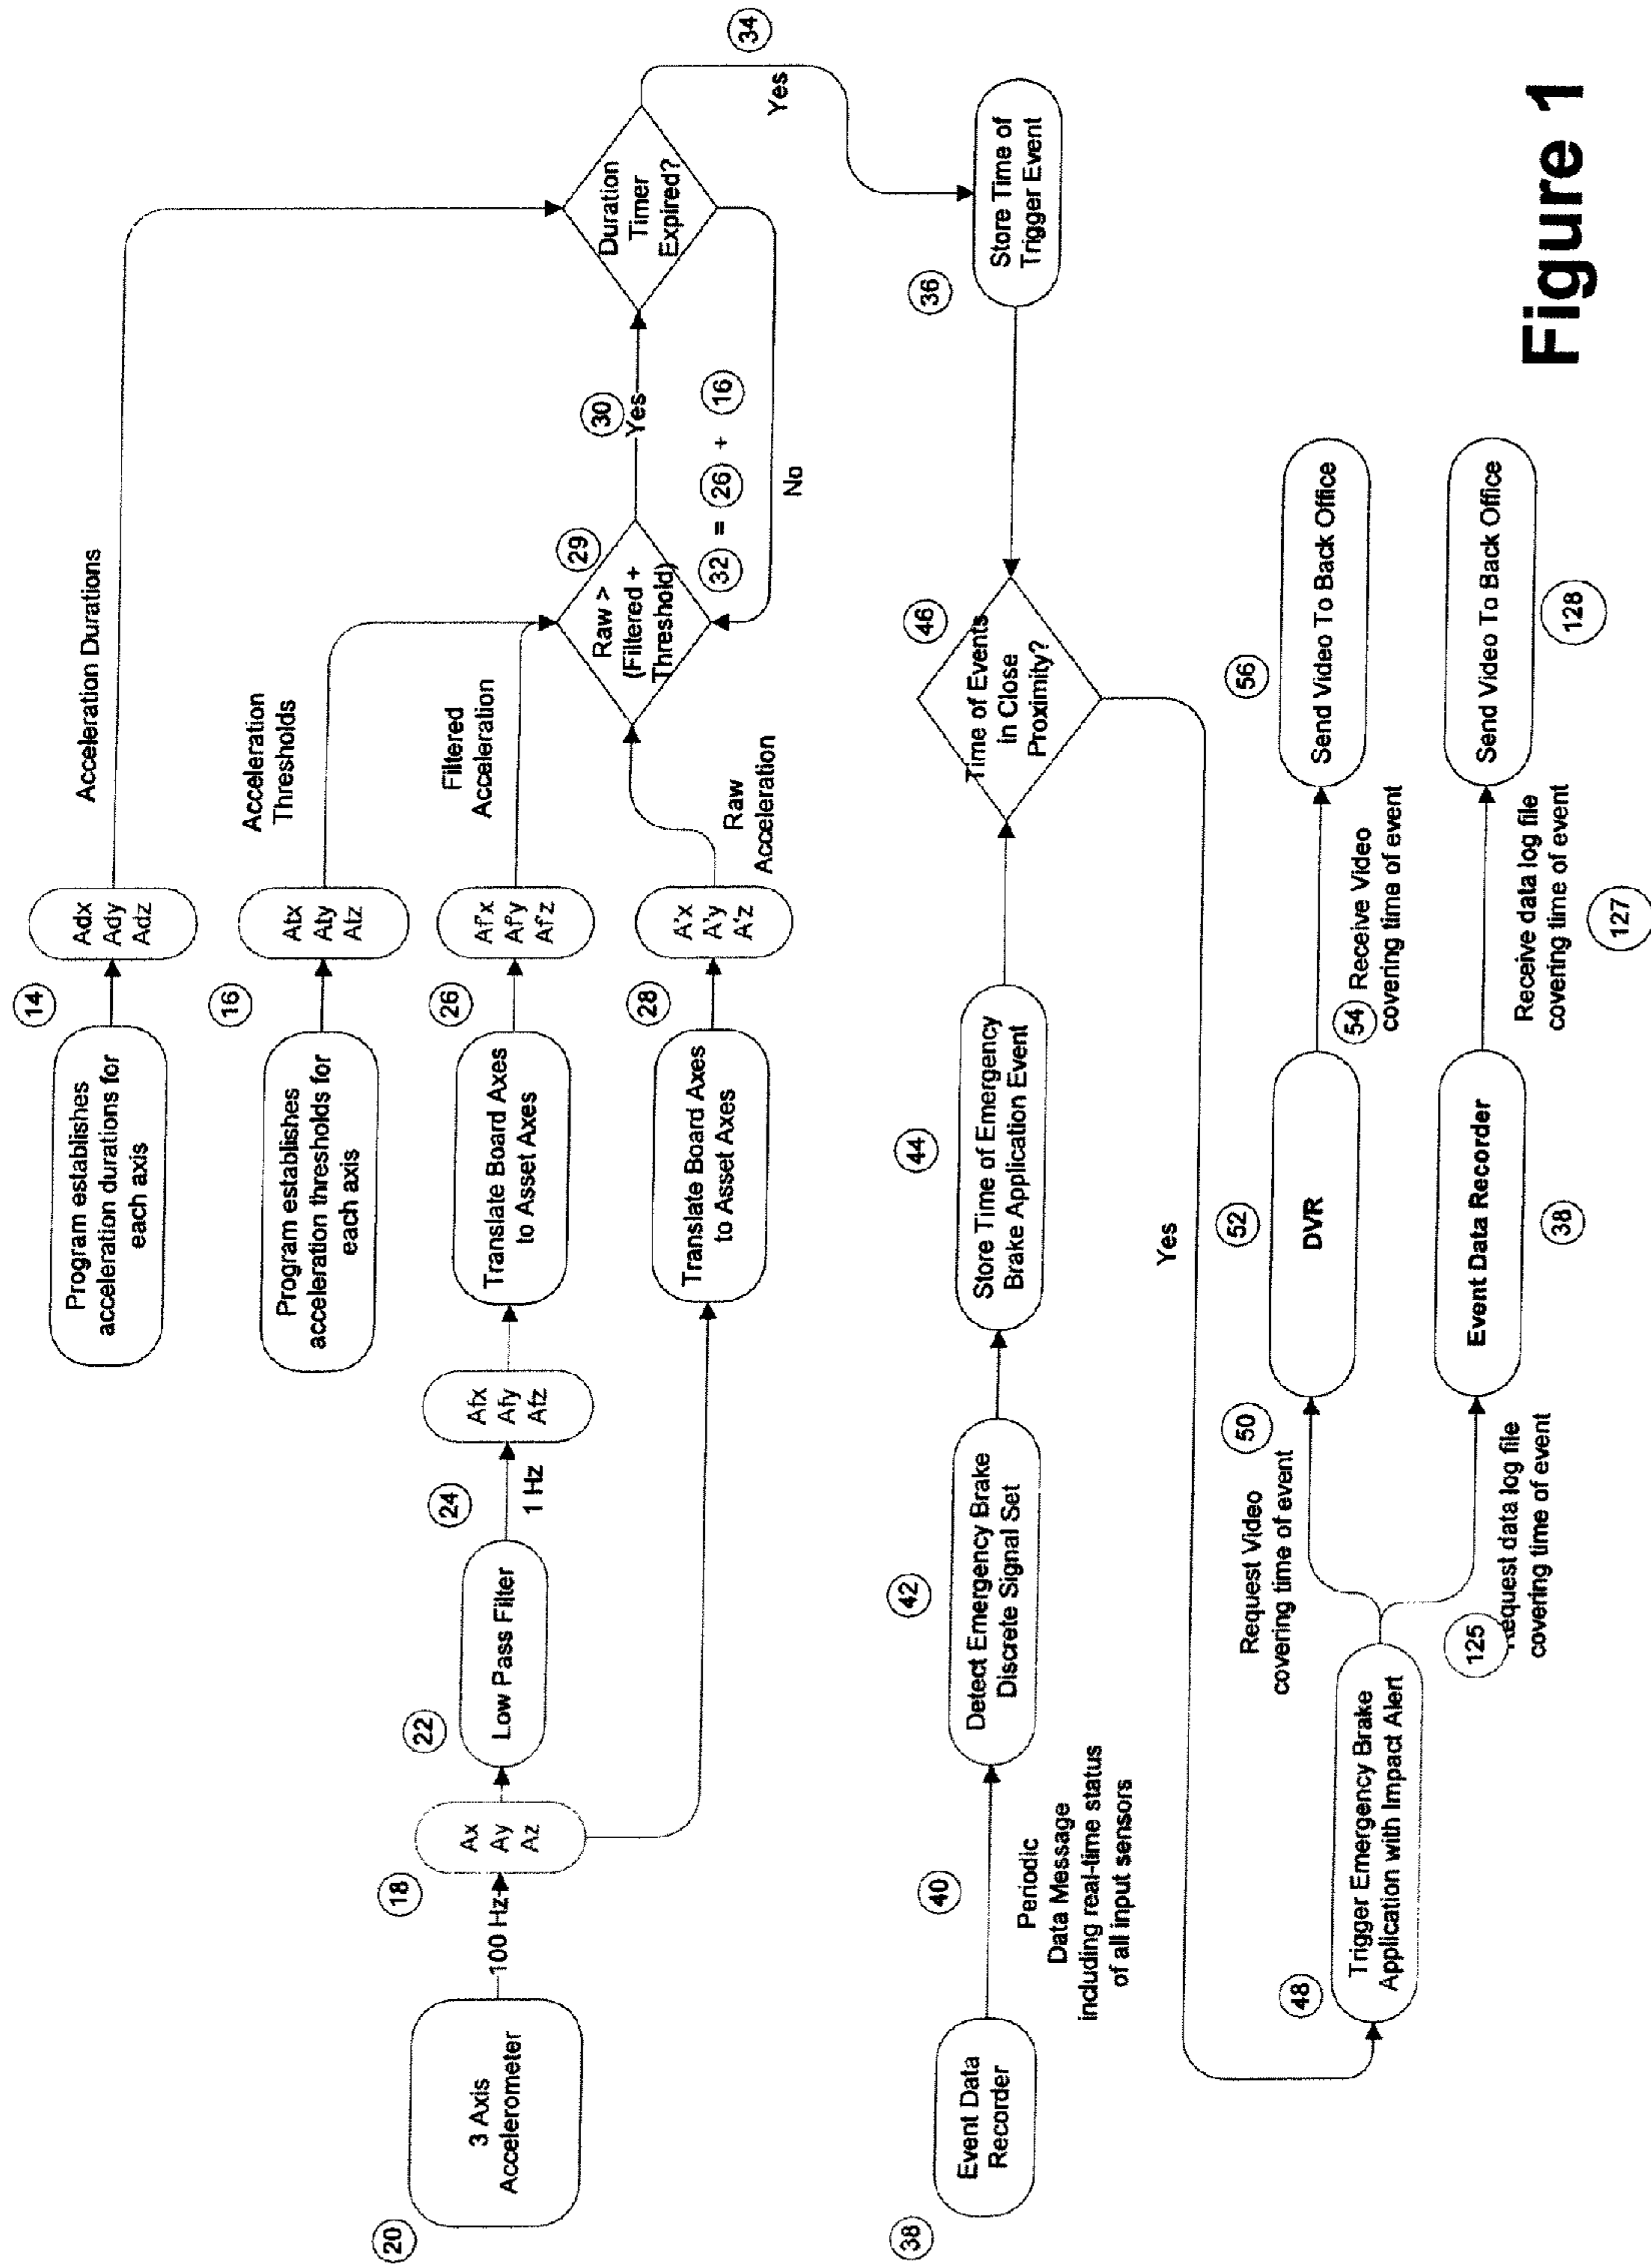 14
Program establishes
acceleration durations for
each axis
Adx
Ady
Adz
Acceleration Durations
16
Program establishes
acceleration thresholds for
each axis
Atx
Aty
Atz
Acceleration
Thresholds
20
3 Axis
Accelerometer
100 Hz
18
Ax
Ay
Az
22
Low Pass Filter
24
1 Hz
Afx
Afy
Afz
Translate Board Axes
to Asset Axes
26
Af'x
Af'y
Af'z
Filtered
Acceleration
Translate Board Axes
to Asset Axes
28
A'x
A'y
A'z
Raw
Acceleration
29
Raw >
(Filtered +
Threshold)
30
Yes
32 = 26 + 16
No
Duration
Timer
Expired?
34
Yes
36
Store Time of
Trigger Event
38
Event Data
Recorder
40
Periodic
Data Message
including real-time status
of all input sensors
42
Detect Emergency Brake
Discrete Signal Set
44
Store Time of Emergency
Brake Application Event
46
Time of Events
in Close
Proximity?
Yes
48
Trigger Emergency Brake
Application with Impact Alert
50
Request Video
covering time of event
52
DVR
54 Receive Video
covering time of event
56
Send Video To Back Office
125
equest data log file
covering time of event
Event Data Recorder
38
Receive data log file
covering time of event
127
Send Video To Back Office
128
Figure 1